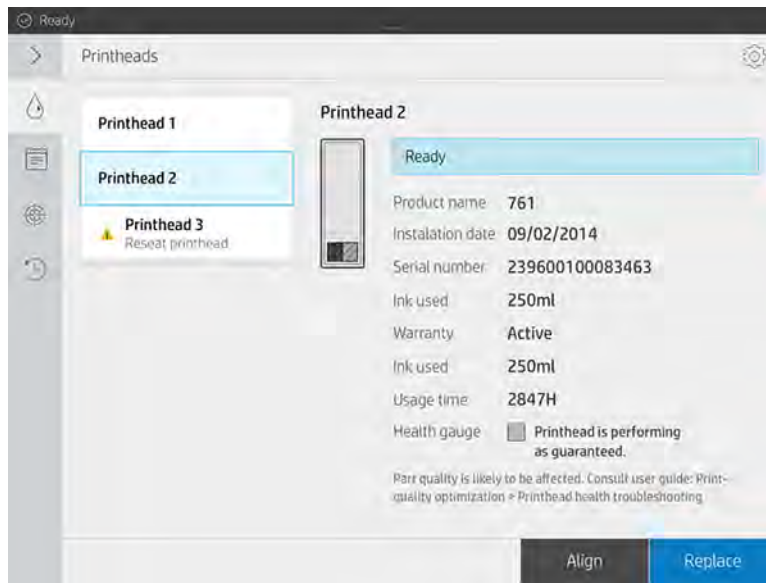 Ready
Printheads
Printhead 1
Printhead 2
Printhead 3
Reseat printhead
Printhead 2
Ready
Product name 761
Instalation date 09/02/2014
Serial number 239600100083463
Ink used 250ml
Warranty Active
Ink used 250ml
Usage time 2847H
Health gauge Printhead is performing
as guaranteed.
Parr quality is likely to be affected. Consult user guide: Print-
quality optimization > Printhead health troubleshooting
Align
Replace